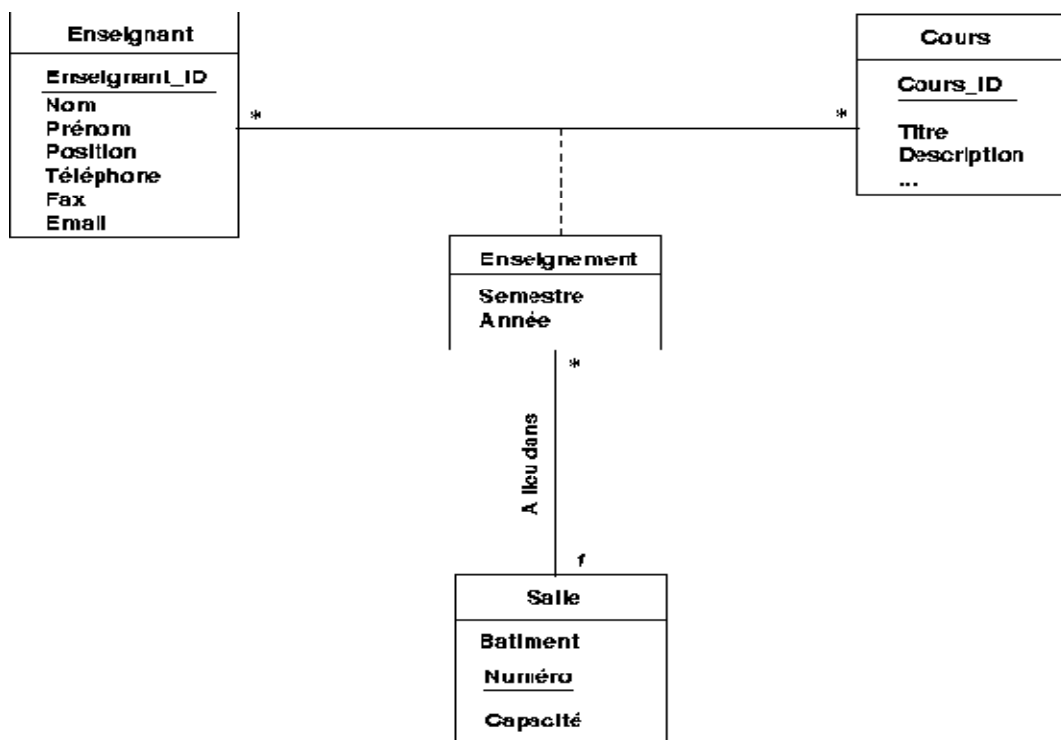 Enseignant
Enseignant_ID
Nom
Prénom
Position
Téléphone
Fax
Email
*
*
Cours
Cours_ID
Titre
Description
...
Enseignement
Semestre
Année
*
A lieu dans
1
Salle
Batiment
Numéro
Capacité